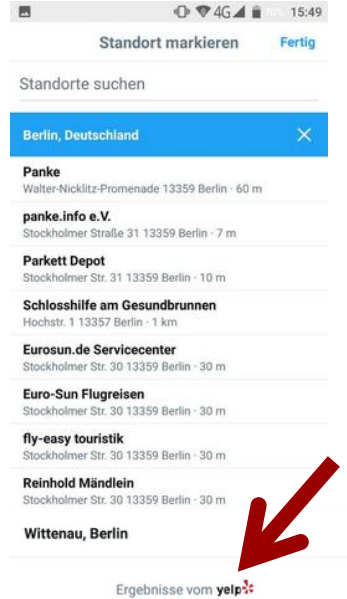 4G 15:49
Standort markieren Fertig
Standorte suchen
Berlin, Deutschland
Panke
Walter-Nicklitz-Promenade 13359 Berlin · 60 m
panke.info e.V.
Stockholmer Straße 31 13359 Berlin · 7 m
Parkett Depot
Stockholmer Str. 31 13359 Berlin · 10 m
Schlosshilfe am Gesundbrunnen
Hochstr. 1 13357 Berlin · 1 km
Eurosun.de Servicecenter
Stockholmer Str. 30 13359 Berlin · 30 m
Euro-Sun Flugreisen
Stockholmer Str. 30 13359 Berlin · 30 m
fly-easy touristik
Stockholmer Str. 30 13359 Berlin · 30 m
Reinhold Mändlein
Stockholmer Str. 30 13359 Berlin · 30 m
Wittenau, Berlin
Ergebnisse vom yelp